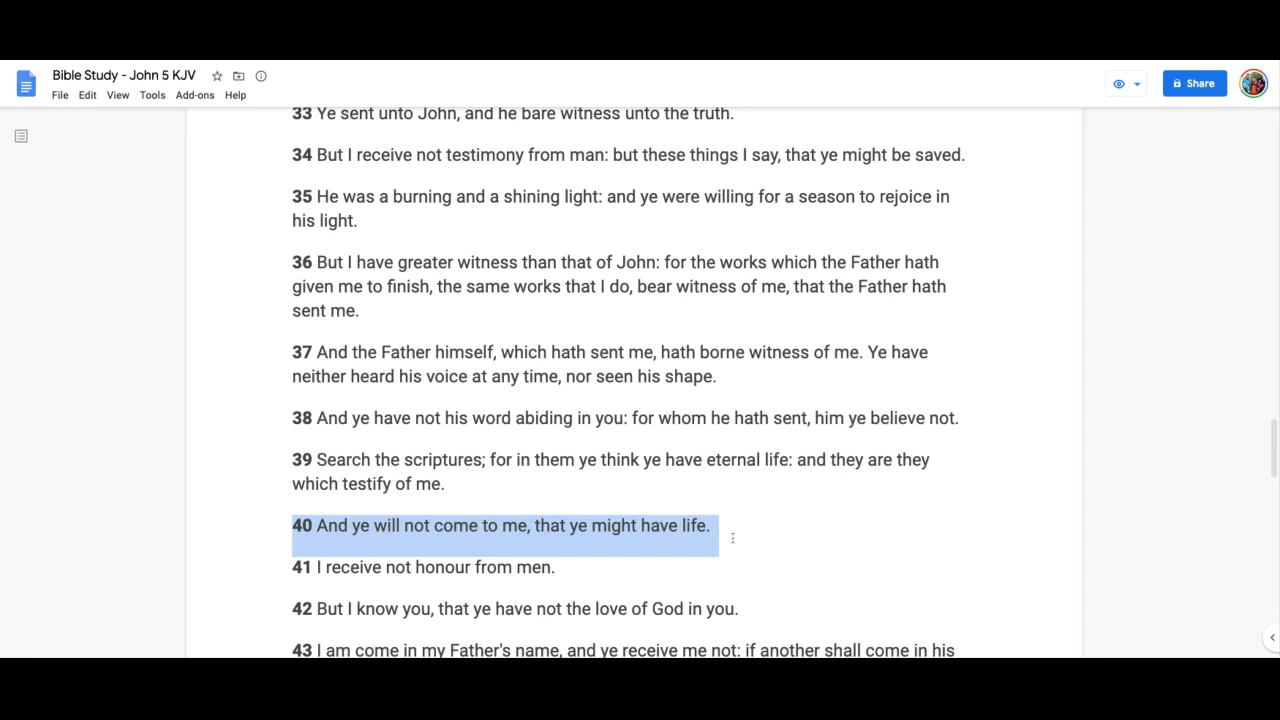 Bible Study - John 5 KJV
File Edit View Tools Add-ons Help
Share
33 Ye sent unto John, and he bare witness unto the truth.
34 But I receive not testimony from man: but these things I say, that ye might be saved.
35 He was a burning and a shining light: and ye were willing for a season to rejoice in
his light.
36 But I have greater witness than that of John: for the works which the Father hath
given me to finish, the same works that I do, bear witness of me, that the Father hath
sent me.
37 And the Father himself, which hath sent me, hath borne witness of me. Ye have
neither heard his voice at any time, nor seen his shape.
38 And ye have not his word abiding in you: for whom he hath sent, him ye believe not.
39 Search the scriptures; for in them ye think ye have eternal life: and they are they
which testify of me.
40 And ye will not come to me, that ye might have life.
41 I receive not honour from men.
42 But I know you, that ye have not the love of God in you.
43 I am come in my Father's name, and ye receive me not: if another shall come in his